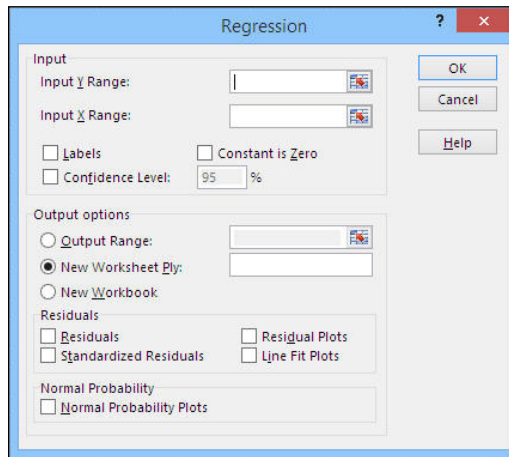 Regression
?
Input
Input Y Range:
Input X Range:
Labels
Constant is Zero
Confidence Level: 95 %
OK
Cancel
Help
Output options
Output Range:
New Worksheet Ply:
New Workbook
Residuals
Residuals
Residual Plots
Standardized Residuals
Line Fit Plots
Normal Probability
Normal Probability Plots